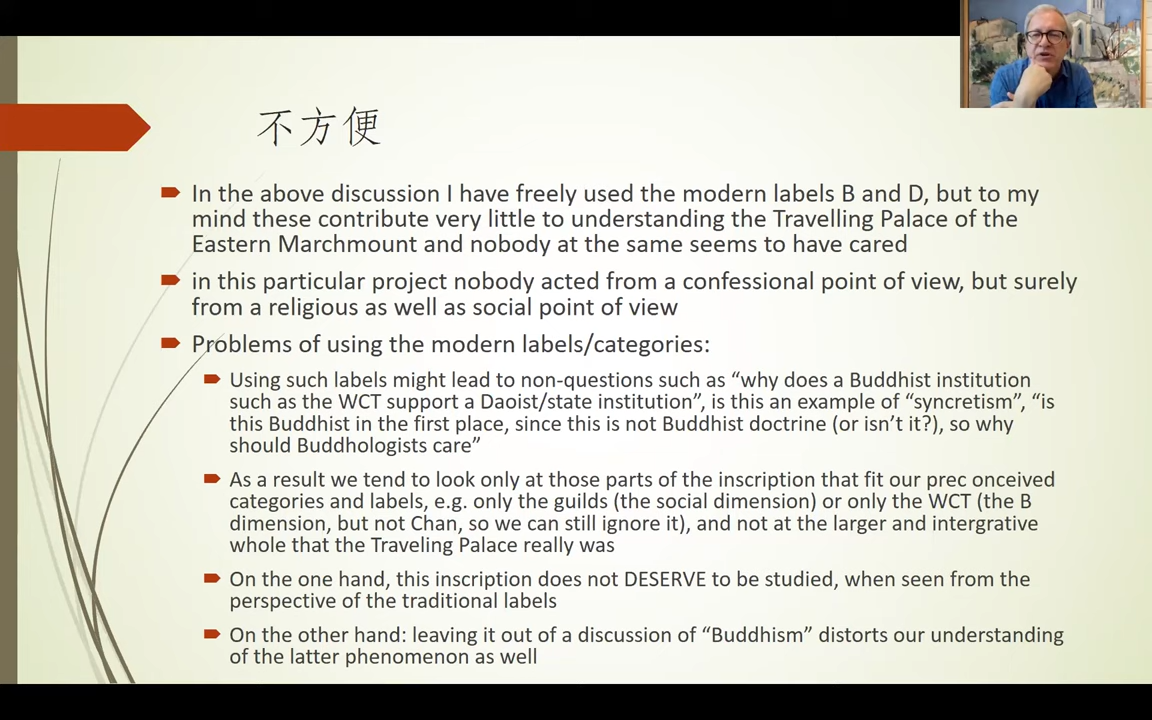 不方便
In the above discussion I have freely used the modern labels B and D, but to my
mind these contribute very little to understanding the Travelling Palace of the
Eastern Marchmount and nobody at the same seems to have cared
in this particular project nobody acted from a confessional point of view, but surely
from a religious as well as social point of view
Problems of using the modern labels/categories:
Using such labels might lead to non-questions such as “why does a Buddhist institution
such as the WCT support a Daoist/state institution”, is this an example of “syncretism”, “is
this Buddhist in the first place, since this is not Buddhist doctrine (or isn’t it?), so why
should Buddhologists care”
As a result we tend to look only at those parts of the inscription that fit our prec onceived
categories and labels, e.g. only the guilds (the social dimension) or only the WCT (the B
dimension, but not Chan, so we can still ignore it), and not at the larger and intergrative
whole that the Traveling Palace really was
On the one hand, this inscription does not DESERVE to be studied, when seen from the
perspective of the traditional labels
On the other hand: leaving it out of a discussion of “Buddhism” distorts our understanding
of the latter phenomenon as well